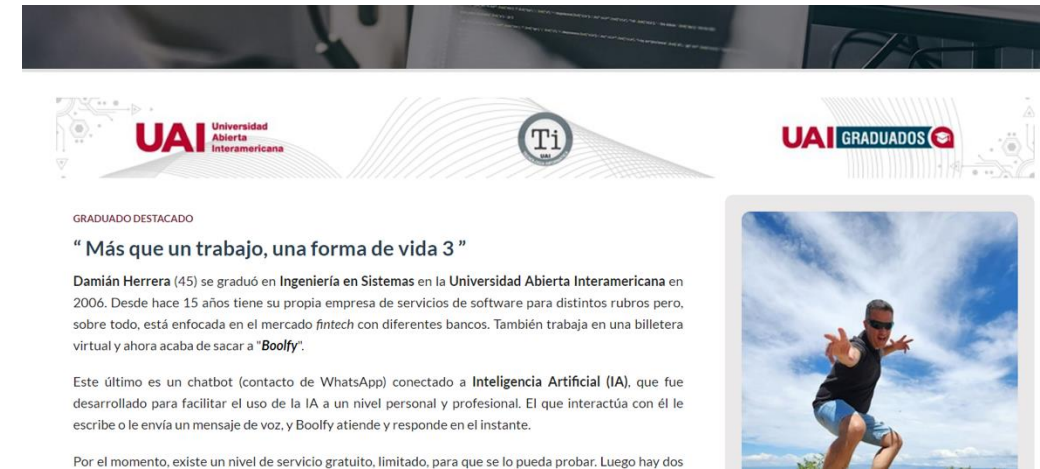 UAI Universidad
Abierta
Interamericana
Ti
UAI
UAI GRADUADOS
GRADUADO DESTACADO
“ Más que un trabajo, una forma de vida 3 ”
Damián Herrera (45) se graduó en Ingeniería en Sistemas en la Universidad Abierta Interamericana en
2006. Desde hace 15 años tiene su propia empresa de servicios de software para distintos rubros pero,
sobre todo, está enfocada en el mercado fintech con diferentes bancos. También trabaja en una billetera
virtual y ahora acaba de sacar a "Boolfy".
Este último es un chatbot (contacto de WhatsApp) conectado a Inteligencia Artificial (IA), que fue
desarrollado para facilitar el uso de la IA a un nivel personal y profesional. El que interactúa con él le
escribe o le envía un mensaje de voz, y Boolfy atiende y responde en el instante.
Por el momento, existe un nivel de servicio gratuito, limitado, para que se lo pueda probar. Luego hay dos